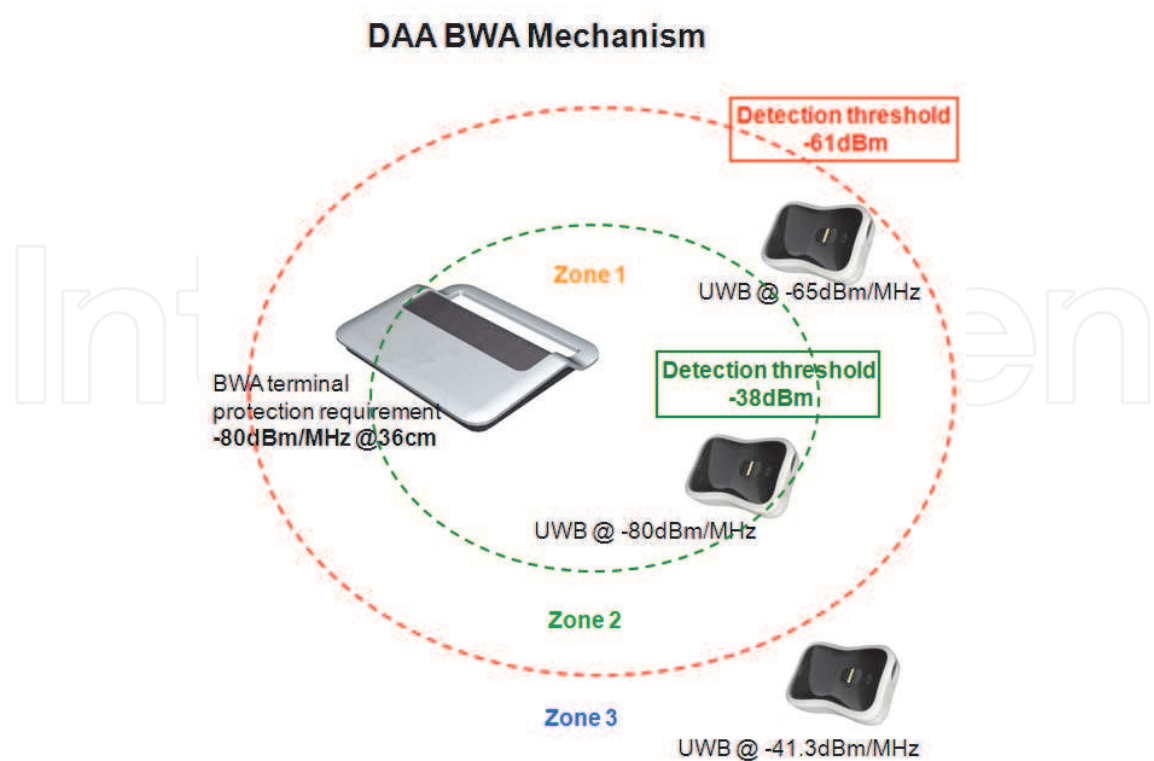 DAA BWA Mechanism
Detection threshold
-61dBm
Zone 1
UWB @ -65dBm/MHz
Detection threshold
-38dBm
BWA terminal
protection requirement
-80dBm/MHz @36cm
UWB @ -80dBm/MHz
Zone 2
Zone 3
UWB @ -41.3dBm/MHz